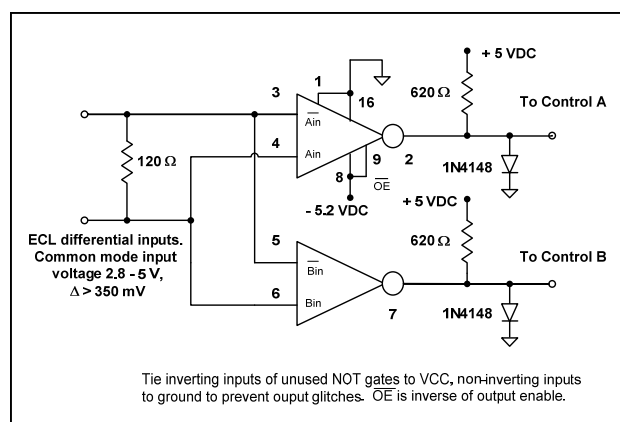 + 5 VDC
1
3
16
620 Ω
To Control A
Ain
4
Ain
9
2
120 Ω
8
OE
1N4148
- 5.2 VDC
+ 5 VDC
ECL differential inputs.
Common mode input
voltage 2.8 - 5 V,
Δ > 350 mV
5
620 Ω
To Control B
Bin
6
Bin
7
1N4148
Tie inverting inputs of unused NOT gates to VCC, non-inverting inputs
to ground to prevent ouput glitches. OE is inverse of output enable.